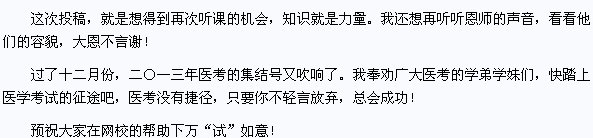 这次投稿，就是想得到再次听课的机会，知识就是力量。我还想再听听恩师的声音，看看他
们的容貌，大恩不言谢！
过了十二月份，二〇一三年医考的集结号又吹响了。我奉劝广大医考的学弟学妹们，快踏上
医学考试的征途吧，医考没有捷径，只要你不轻言放弃，总会成功！
预祝大家在网校的帮助下万“试”如意！